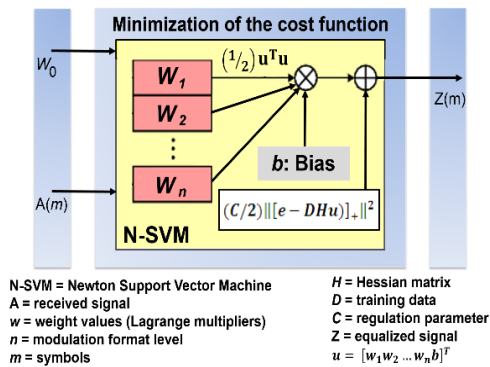 Minimization of the cost function
W₀
(1/2)uᵀu
W₁
W₂
⋮
Wₙ
Z(m)
b: Bias
A(m)
(C/2)‖[e − DHu)]₊‖²
N-SVM
N-SVM = Newton Support Vector Machine
A = received signal
w = weight values (Lagrange multipliers)
n = modulation format level
m = symbols
H = Hessian matrix
D = training data
C = regulation parameter
Z = equalized signal
u = [w₁w₂ …wₙb]ᵀ